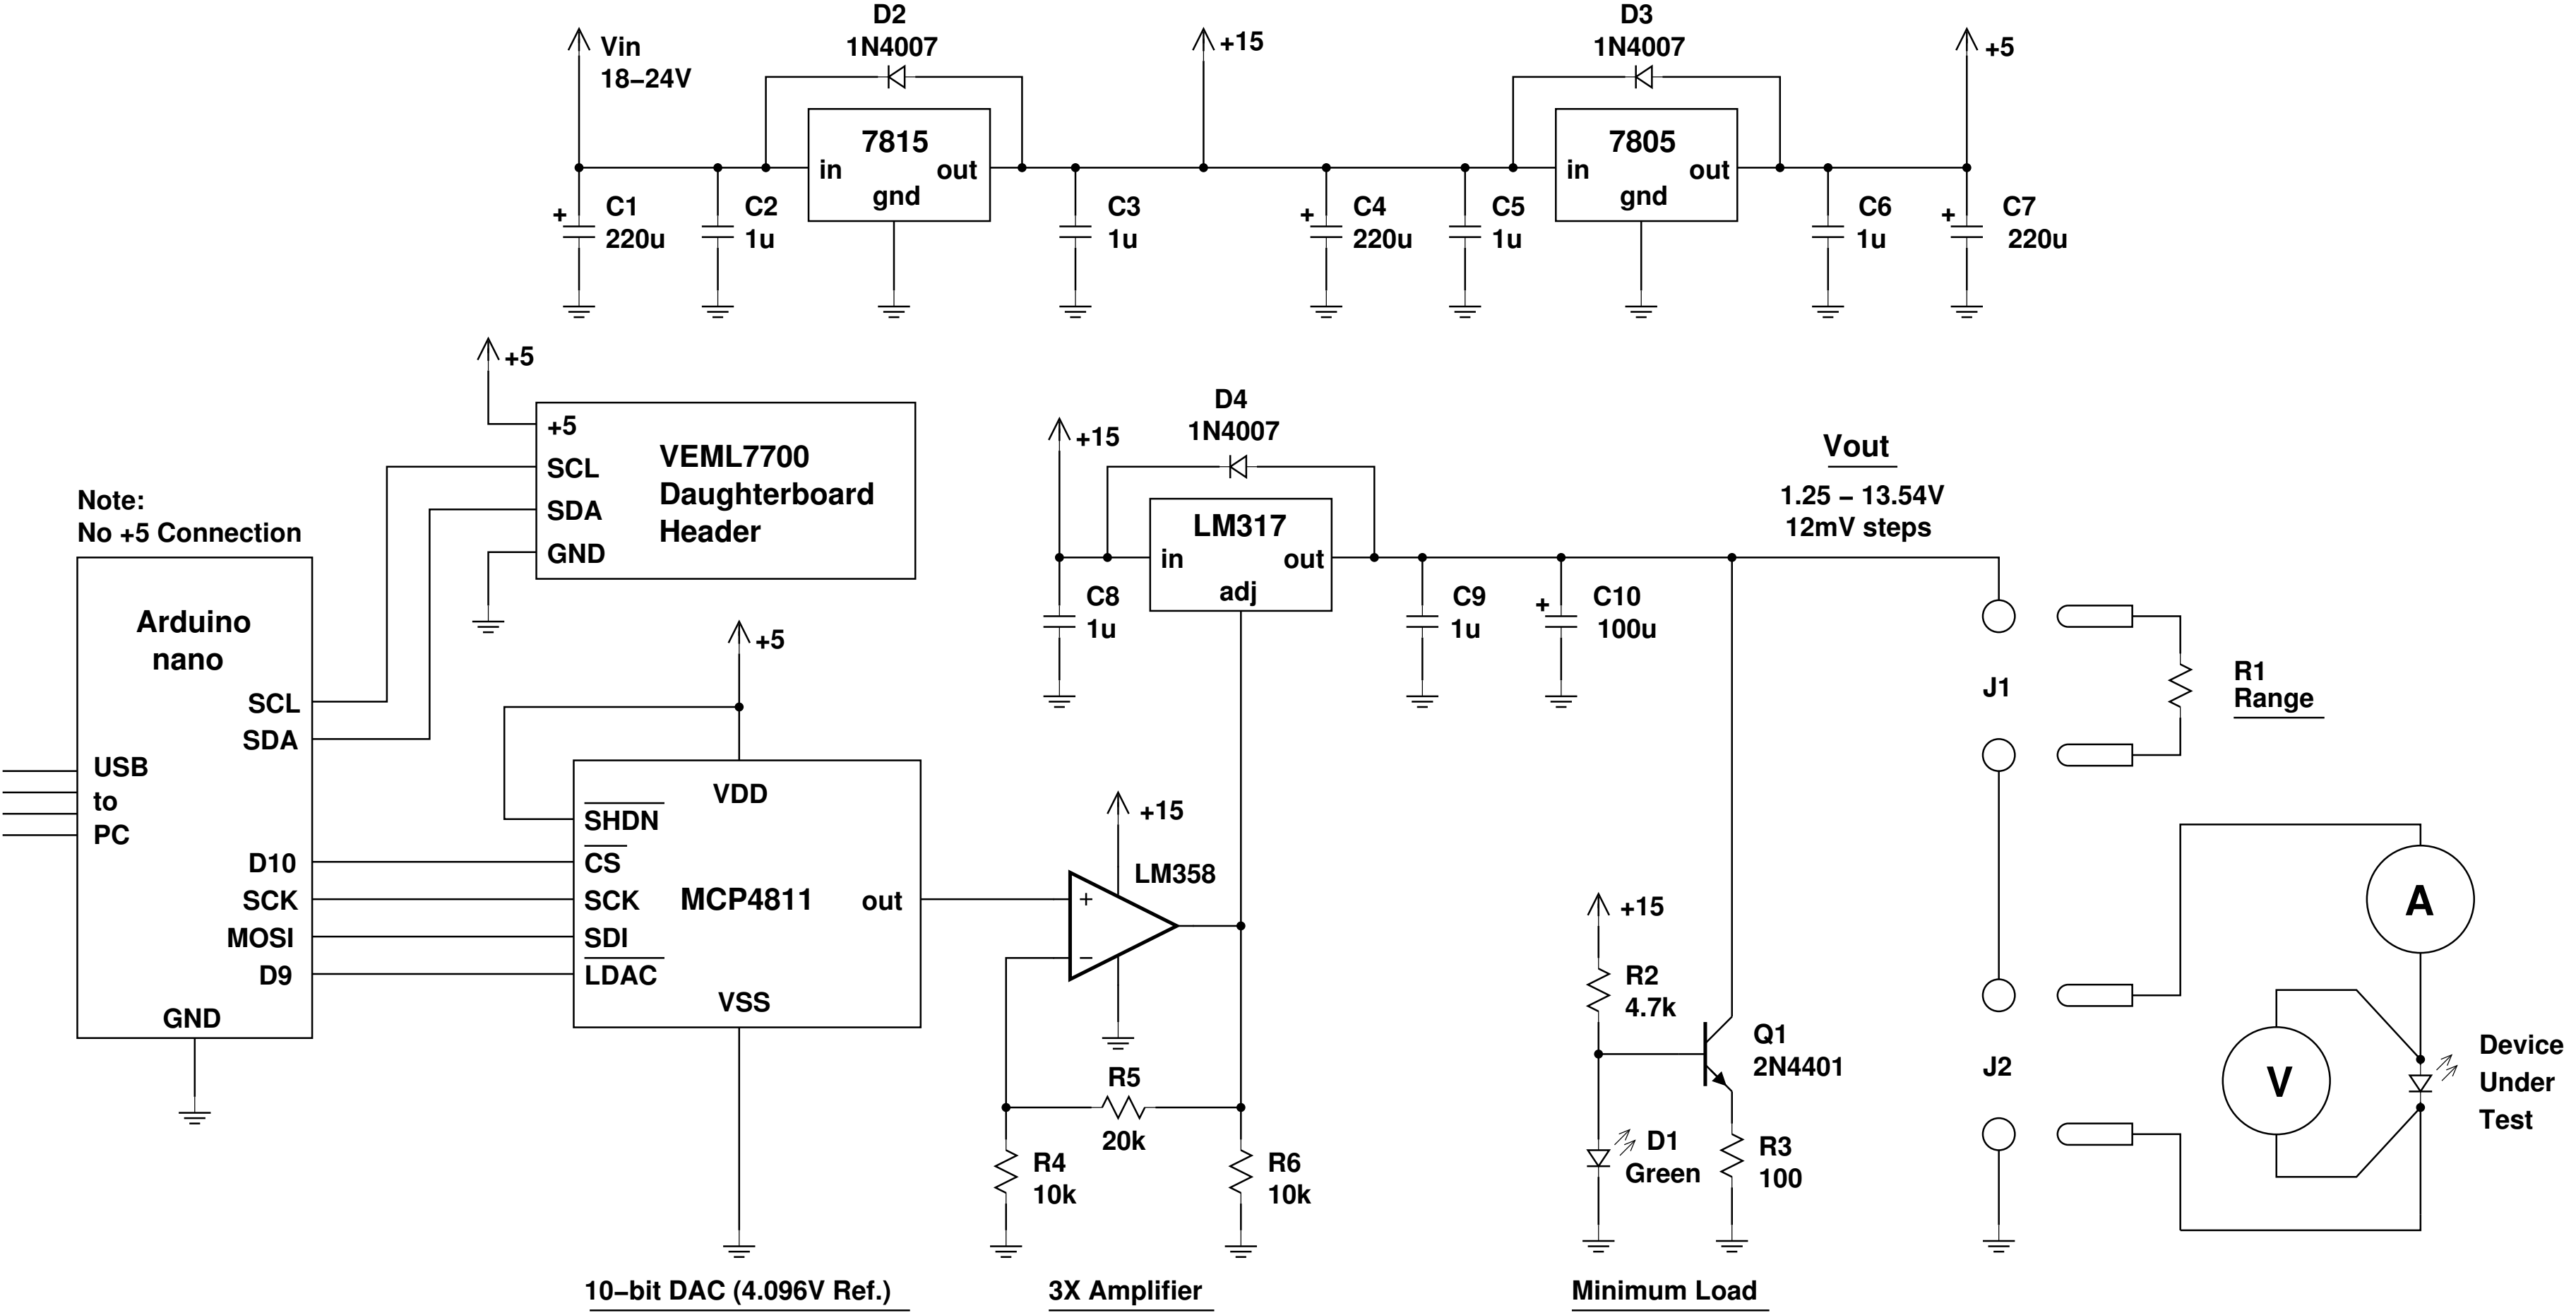 D2
1N4007
Vin
18–24V
+15
D3
1N4007
+5
7815
in
out
gnd
7805
in
out
gnd
+
C1
220u
C2
1u
C3
1u
+
C4
220u
C5
1u
C6
1u
+
C7
220u
+5
+5
SCL
SDA
GND
VEML7700
Daughterboard
Header
Note:
No +5 Connection
Arduino
nano
SCL
SDA
USB
to
PC
D10
SCK
MOSI
D9
GND
+5
VDD
SHDN
CS
SCK
SDI
LDAC
MCP4811
out
VSS
10–bit DAC (4.096V Ref.)
D4
1N4007
+15
LM317
in
out
adj
C8
1u
C9
1u
+
C10
100u
Vout
1.25 – 13.54V
12mV steps
+15
LM358
+
–
R5
20k
R4
10k
R6
10k
3X Amplifier
+15
R2
4.7k
Q1
2N4401
D1
Green
R3
100
Minimum Load
J1
R1
Range
J2
A
V
Device
Under
Test